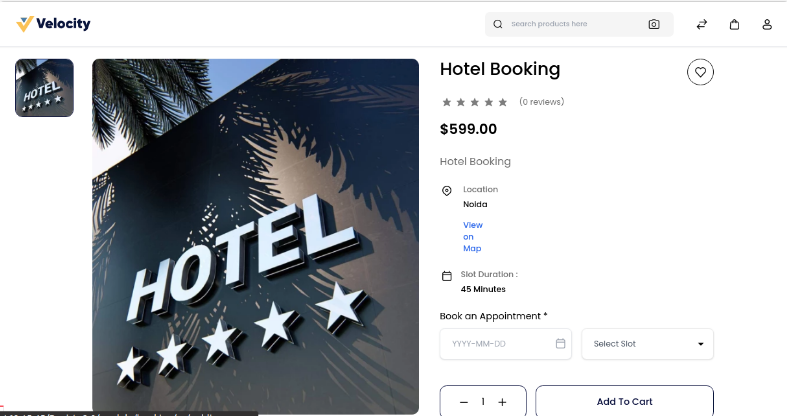 Velocity
Search products here
HOTEL
Hotel Booking
(0 reviews)
$599.00
Hotel Booking
Location
Noida
View
on
Map
Slot Duration :
45 Minutes
Book an Appointment *
YYYY-MM-DD
Select Slot
1
Add To Cart
HOTEL